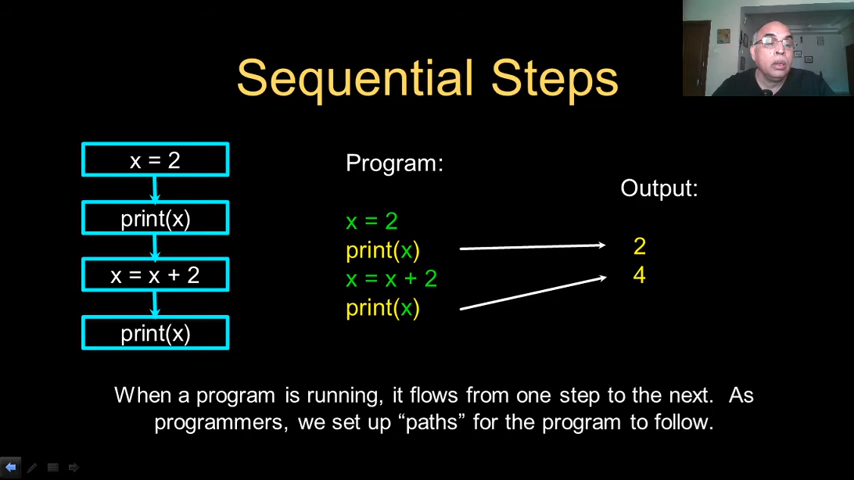 Sequential Steps
x = 2
print(x)
x = x + 2
print(x)
Program:
x = 2
print(x)
x = x + 2
print(x)
Output:
2
4
When a program is running, it flows from one step to the next. As
programmers, we set up “paths” for the program to follow.